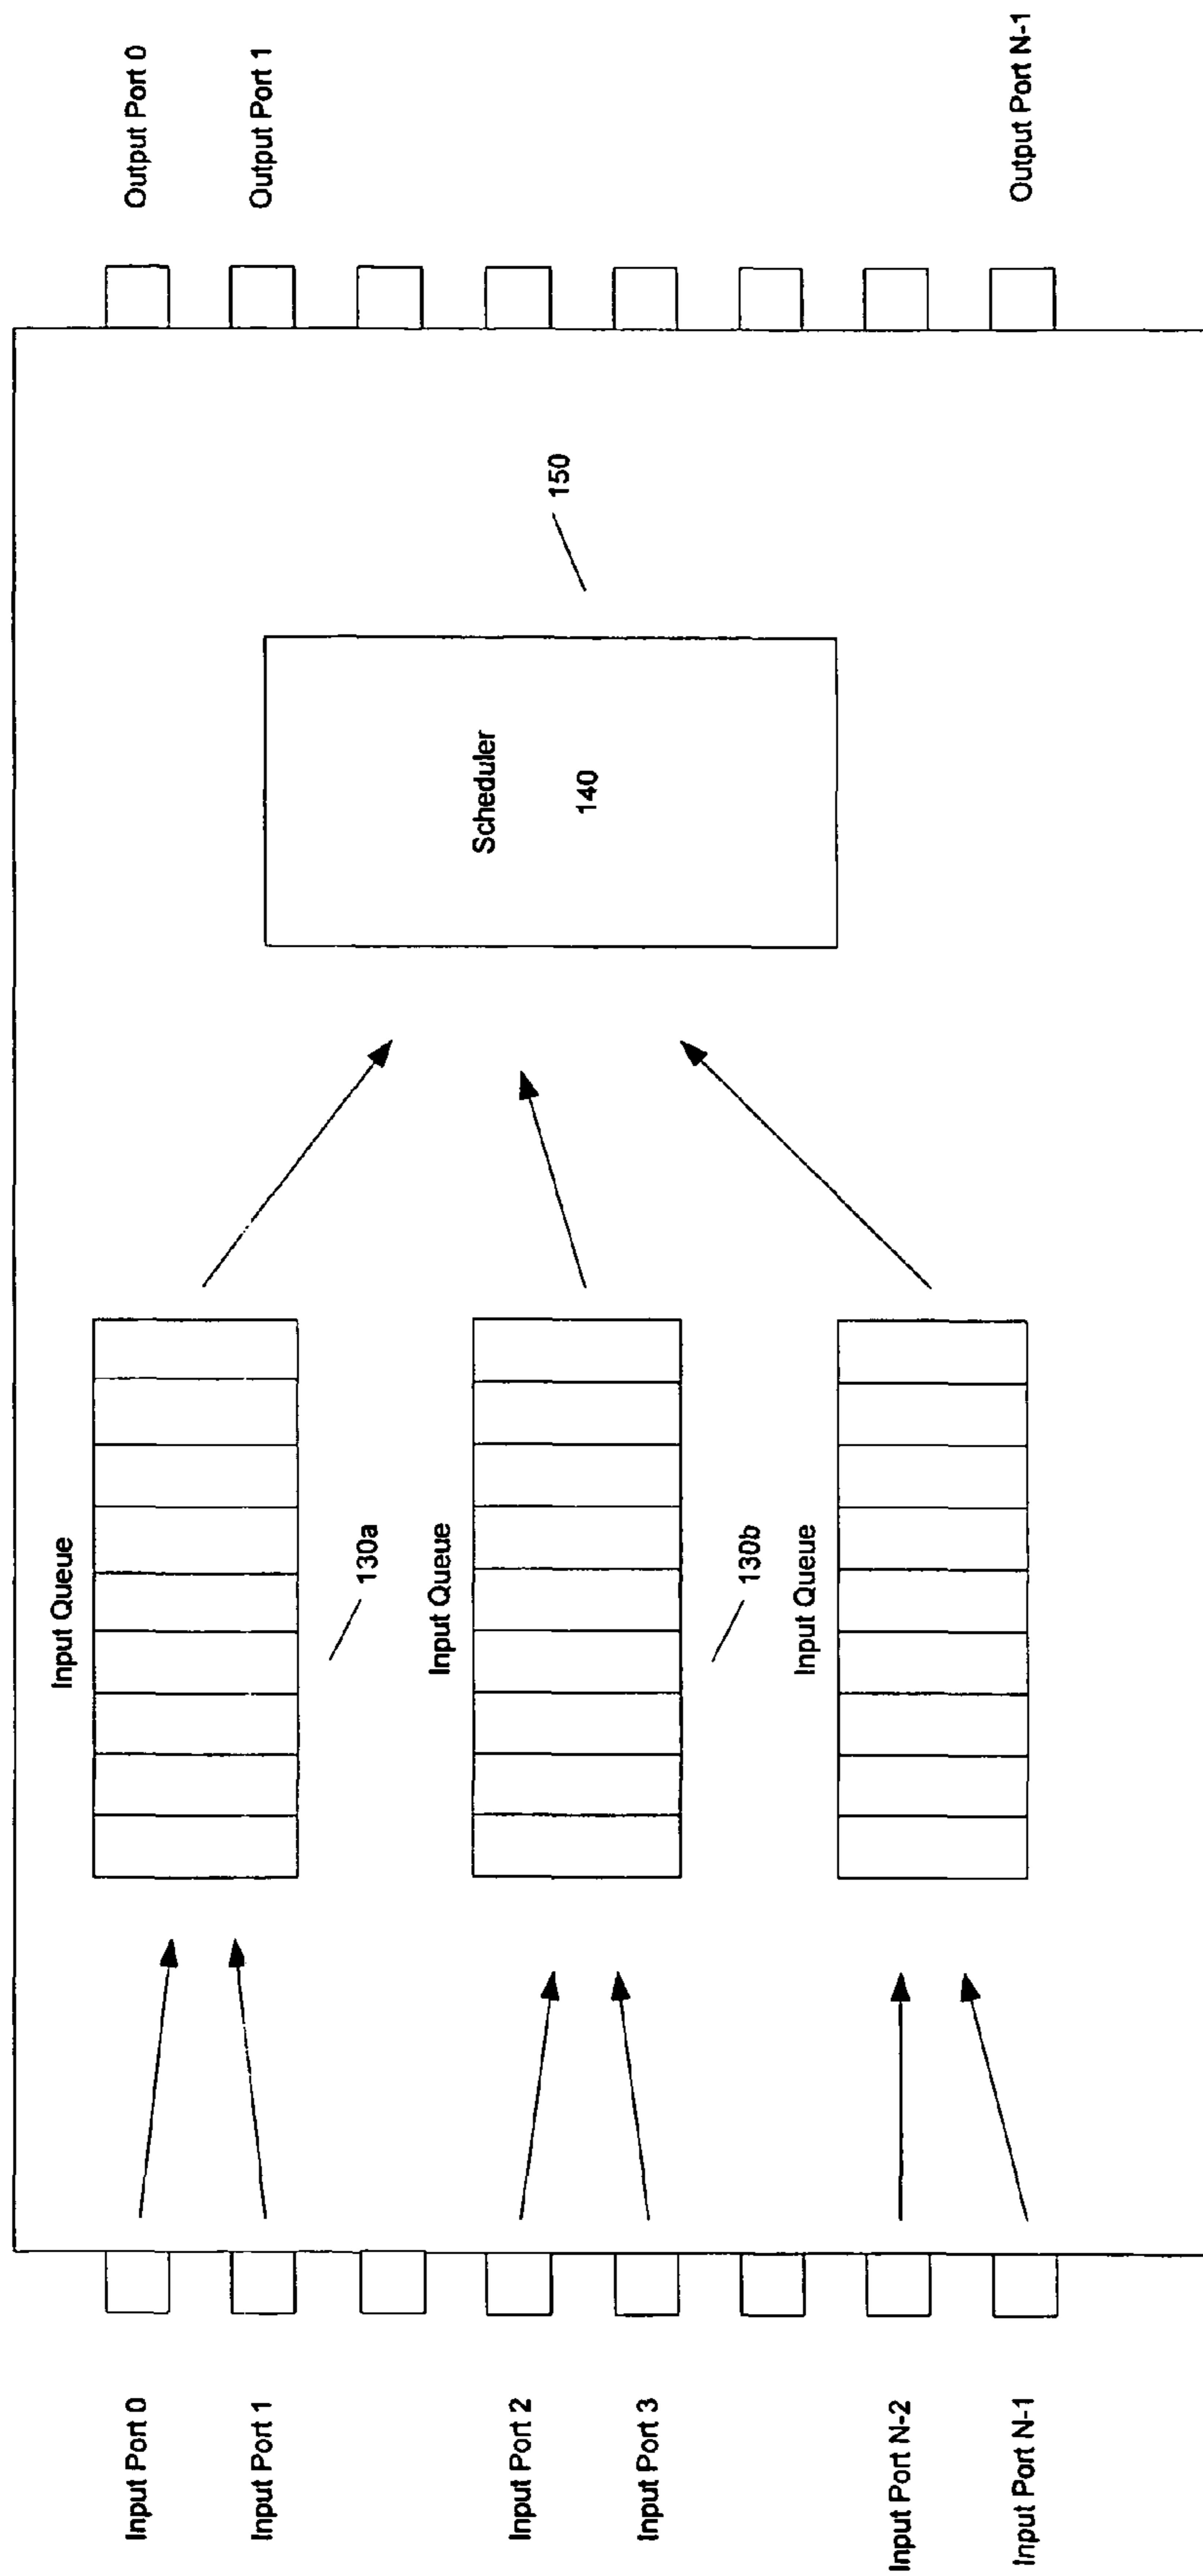 Input Port 0
Input Port 1
Input Port 2
Input Port 3
Input Port N-2
Input Port N-1
Input Queue
130a
Input Queue
130b
Input Queue
Scheduler
140
150
Output Port 0
Output Port 1
Output Port N-1